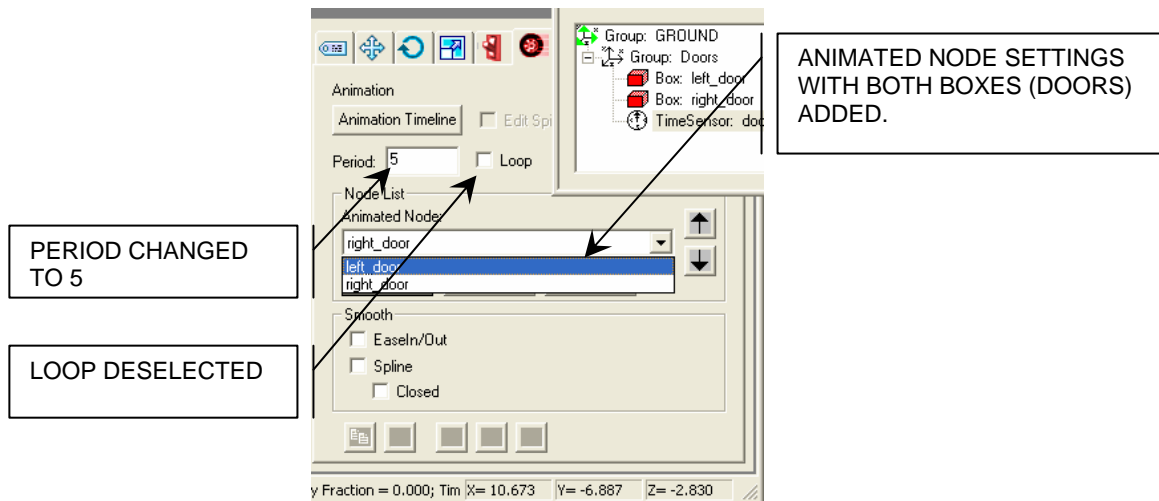 Group: GROUND
Group: Doors
Box: left_door
Box: right_door
TimeSensor:
Animation
Animation Timeline
Edit
Period: 5
Loop
Node List
Animated Node:
right_door
left_door
right_door
Smooth
EaseIn/Out
Spline
Closed
y Fraction = 0.000; Tim X= 10.673 Y= -6.887 Z= -2.830
ANIMATED NODE SETTINGS
WITH BOTH BOXES (DOORS)
ADDED.
PERIOD CHANGED
TO 5
LOOP DESELECTED